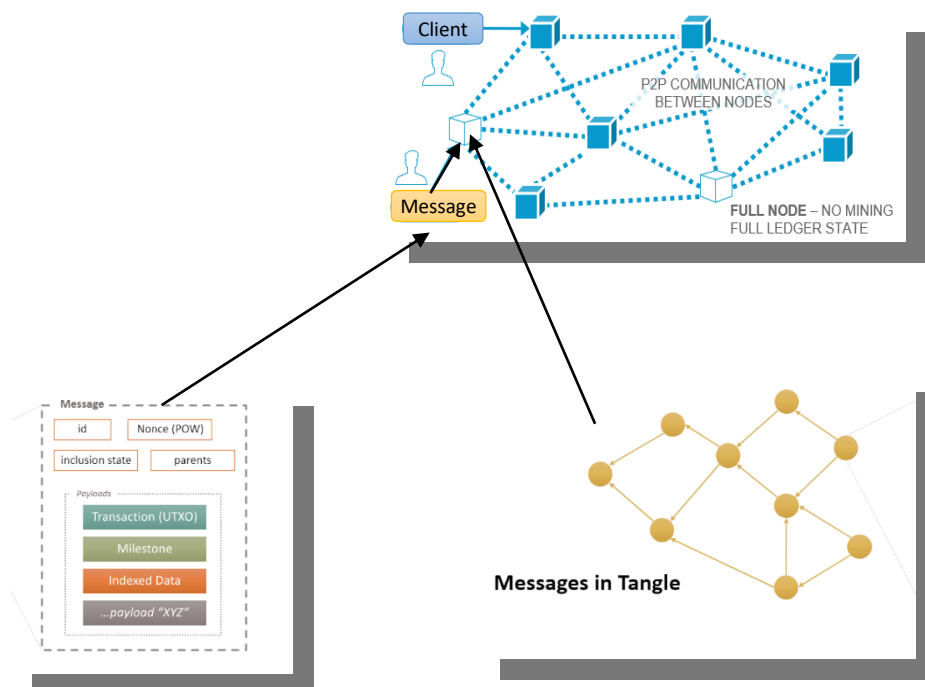 Client
P2P COMMUNICATION
BETWEEN NODES
Message
FULL NODE – NO MINING
FULL LEDGER STATE
Message
id
Nonce (POW)
inclusion state
parents
Payloads
Transaction (UTXO)
Milestone
Indexed Data
...payload “XYZ”
Messages in Tangle